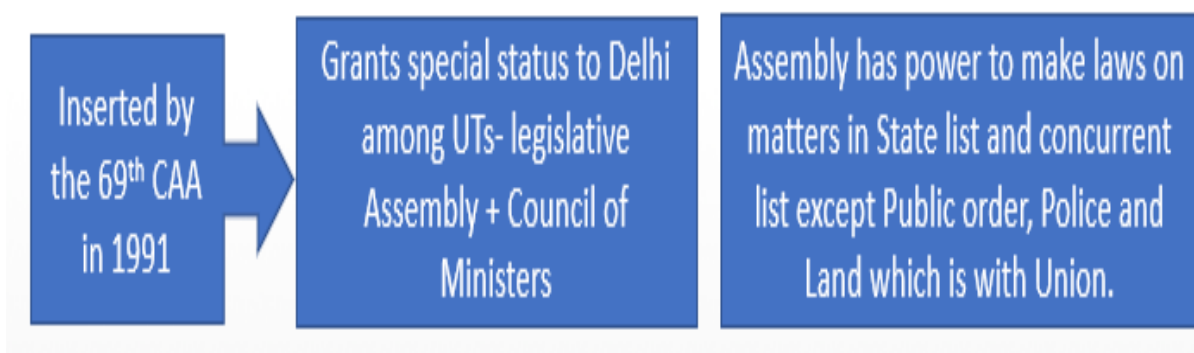 Inserted by
the 69th CAA
in 1991
Grants special status to Delhi
among UTs- legislative
Assembly + Council of
Ministers
Assembly has power to make laws on
matters in State list and concurrent
list except Public order, Police and
Land which is with Union.